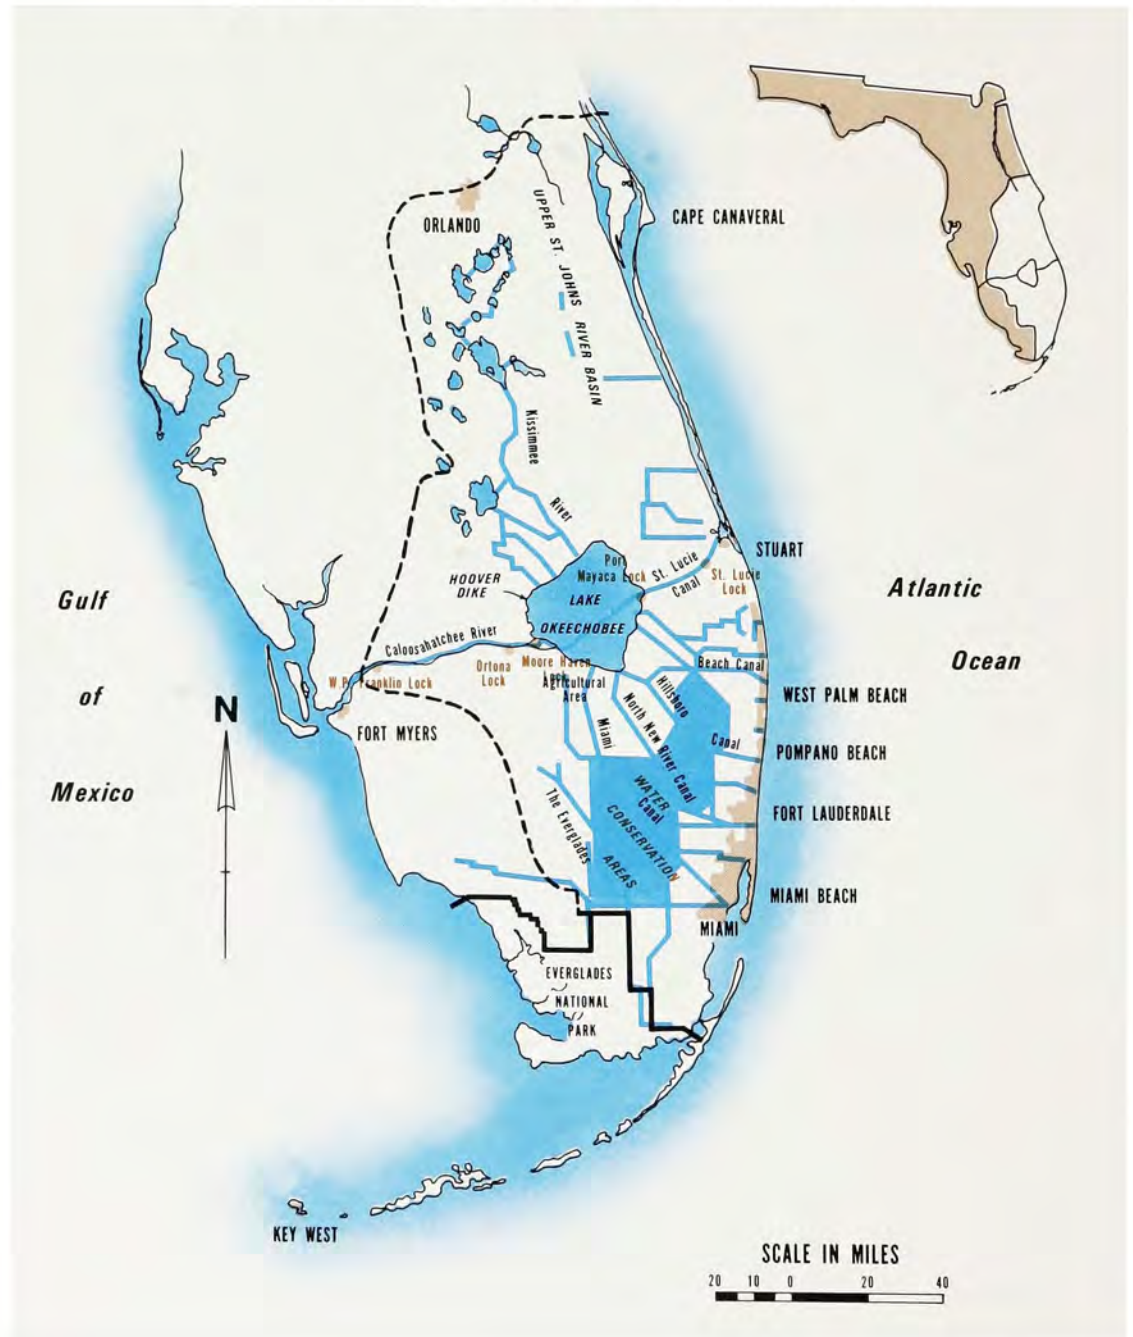 CAPE CANAVERAL
ORLANDO
UPPER ST. JOHNS RIVER BASIN
Kissimmee
River
STUART
Port
Mayaca Lock
St. Lucie
Canal
St. Lucie
Lock
HOOVER
DIKE
LAKE
OKEECHOBEE
Gulf
of
Mexico
Atlantic
Ocean
Caloosahatchee River
W.P. Franklio Lock
Ortona
Lock
Moore Haven
Lock
Agricultural
Area
Beach Canal
Hillsboro
Canal
North New River Canal
Miami
Canal
WEST PALM BEACH
N
FORT MYERS
POMPANO BEACH
The Everglades
WATER
CONSERVATION
AREAS
FORT LAUDERDALE
MIAMI BEACH
MIAMI
EVERGLADES
NATIONAL
PARK
KEY WEST
SCALE IN MILES
20 10 0 20 40